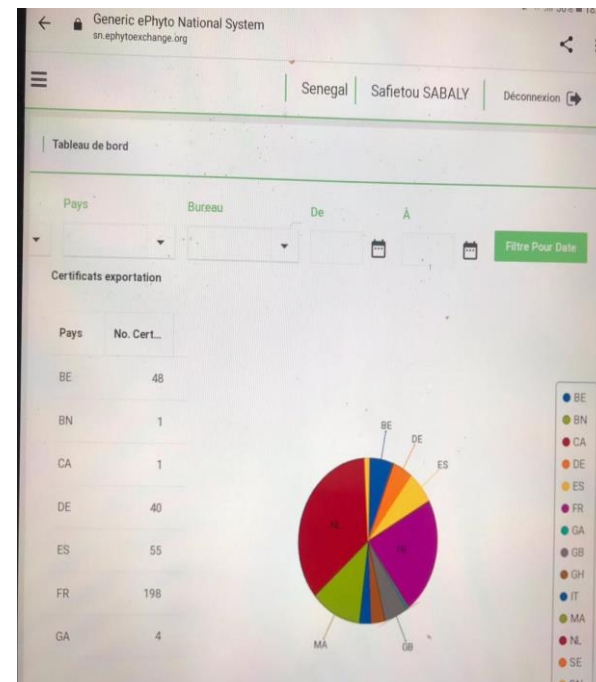 Generic ePhyto National System
sn.ephytoexchange.org
Senegal Safietou SABALY Déconnexion
Tableau de bord
Pays Bureau De À
Filtre Pour Date
Certificats exportation
Pays No. Cert...
BE 48
BN 1
CA 1
DE 40
ES 55
FR 198
GA 4
BE
DE
ES
NL
FR
MA
GB
BE
BN
CA
DE
ES
FR
GA
GB
GH
IT
MA
NL
SE